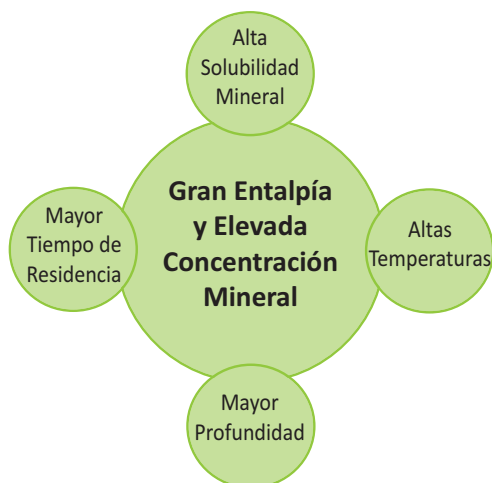 Alta
Solubilidad
Mineral
Gran Entalpía
y Elevada
Concentración
Mineral
Mayor
Tiempo de
Residencia
Altas
Temperaturas
Mayor
Profundidad